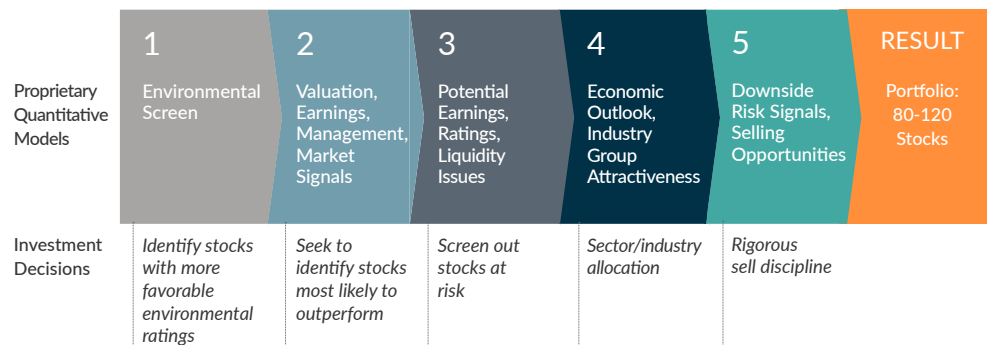 1
2
3
4
5
RESULT
Proprietary
Quantitative
Models
Environmental
Screen
Valuation,
Earnings,
Management,
Market
Signals
Potential
Earnings,
Ratings,
Liquidity
Issues
Economic
Outlook,
Industry
Group
Attractiveness
Downside
Risk Signals,
Selling
Opportunities
Portfolio:
80-120
Stocks
Investment
Decisions
Identify stocks
with more
favorable
environmental
ratings
Seek to
identify stocks
most likely to
outperform
Screen out
stocks at
risk
Sector/industry
allocation
Rigorous
sell discipline